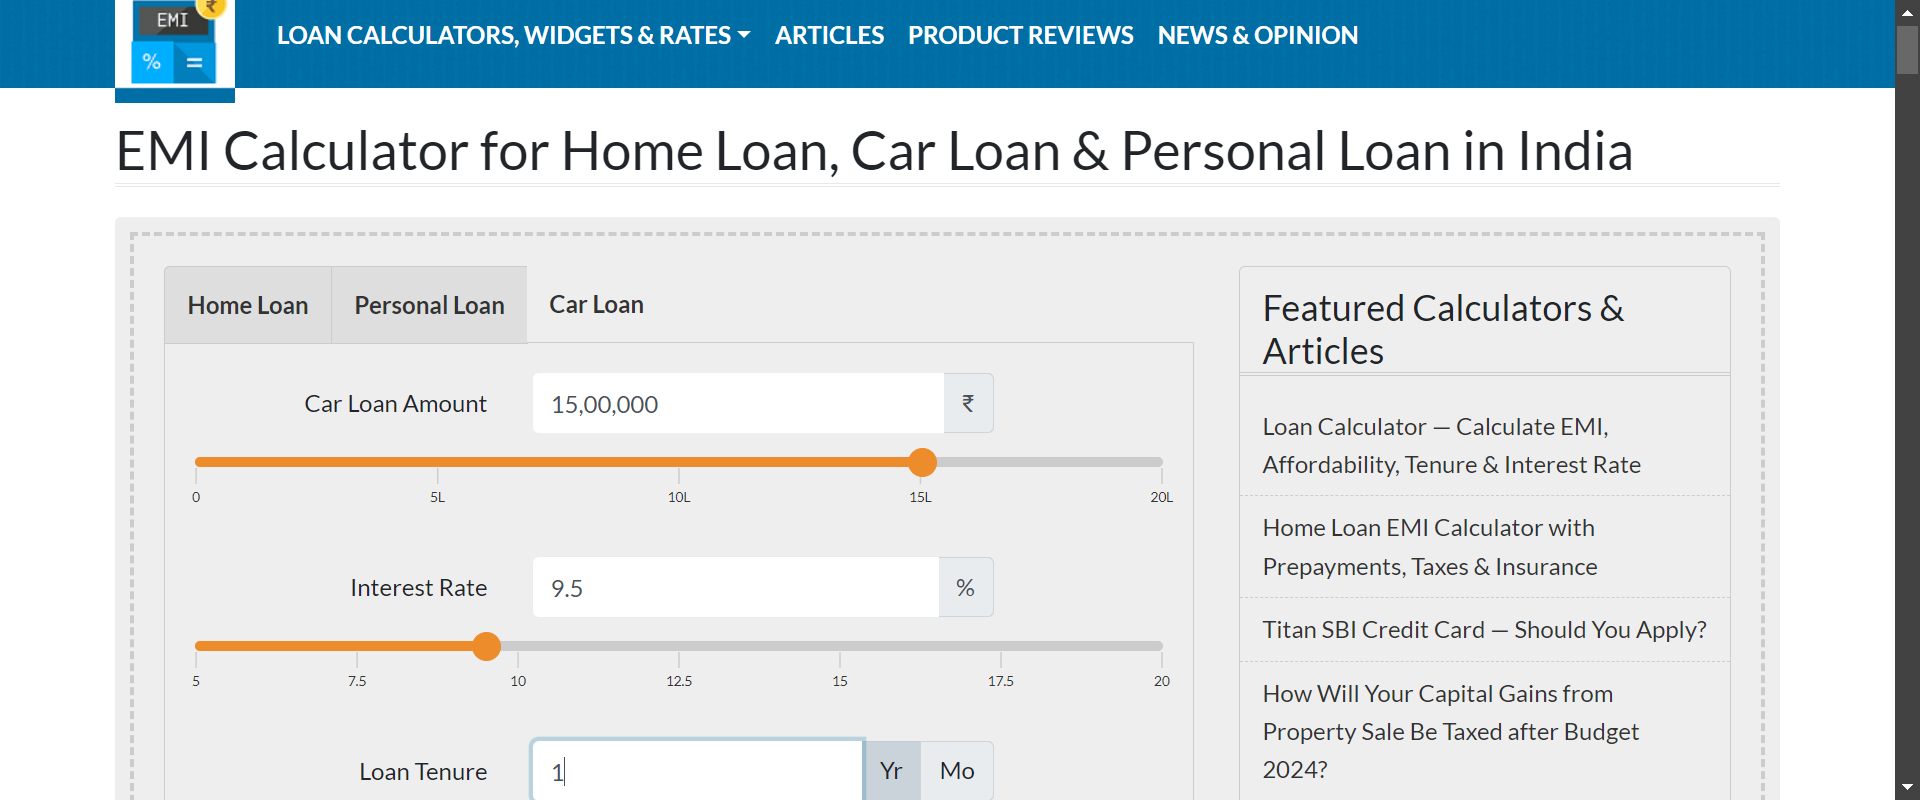 EMI
₹
% =
LOAN CALCULATORS, WIDGETS & RATES ARTICLES PRODUCT REVIEWS NEWS & OPINION
EMI Calculator for Home Loan, Car Loan & Personal Loan in India
Home Loan Personal Loan Car Loan
Car Loan Amount 15,00,000 ₹
0 5L 10L 15L 20L
Interest Rate 9.5 %
5 7.5 10 12.5 15 17.5 20
Loan Tenure 1 Yr Mo
Featured Calculators &
Articles
Loan Calculator — Calculate EMI,
Affordability, Tenure & Interest Rate
Home Loan EMI Calculator with
Prepayments, Taxes & Insurance
Titan SBI Credit Card — Should You Apply?
How Will Your Capital Gains from
Property Sale Be Taxed after Budget
2024?